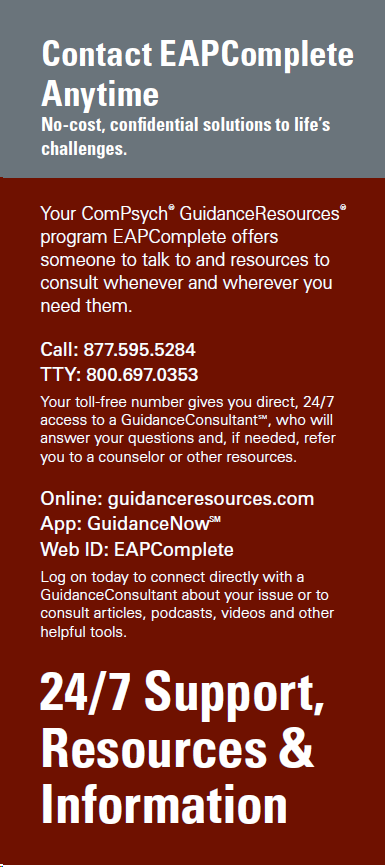 Contact EAPComplete
Anytime
No-cost, confidential solutions to life's
challenges.
Your ComPsych® GuidanceResources®
program EAPComplete offers
someone to talk to and resources to
consult whenever and wherever you
need them.
Call: 877.595.5284
TTY: 800.697.0353
Your toll-free number gives you direct, 24/7
access to a GuidanceConsultant℠, who will
answer your questions and, if needed, refer
you to a counselor or other resources.
Online: guidanceresources.com
App: GuidanceNow℠
Web ID: EAPComplete
Log on today to connect directly with a
GuidanceConsultant about your issue or to
consult articles, podcasts, videos and other
helpful tools.
24/7 Support,
Resources &
Information